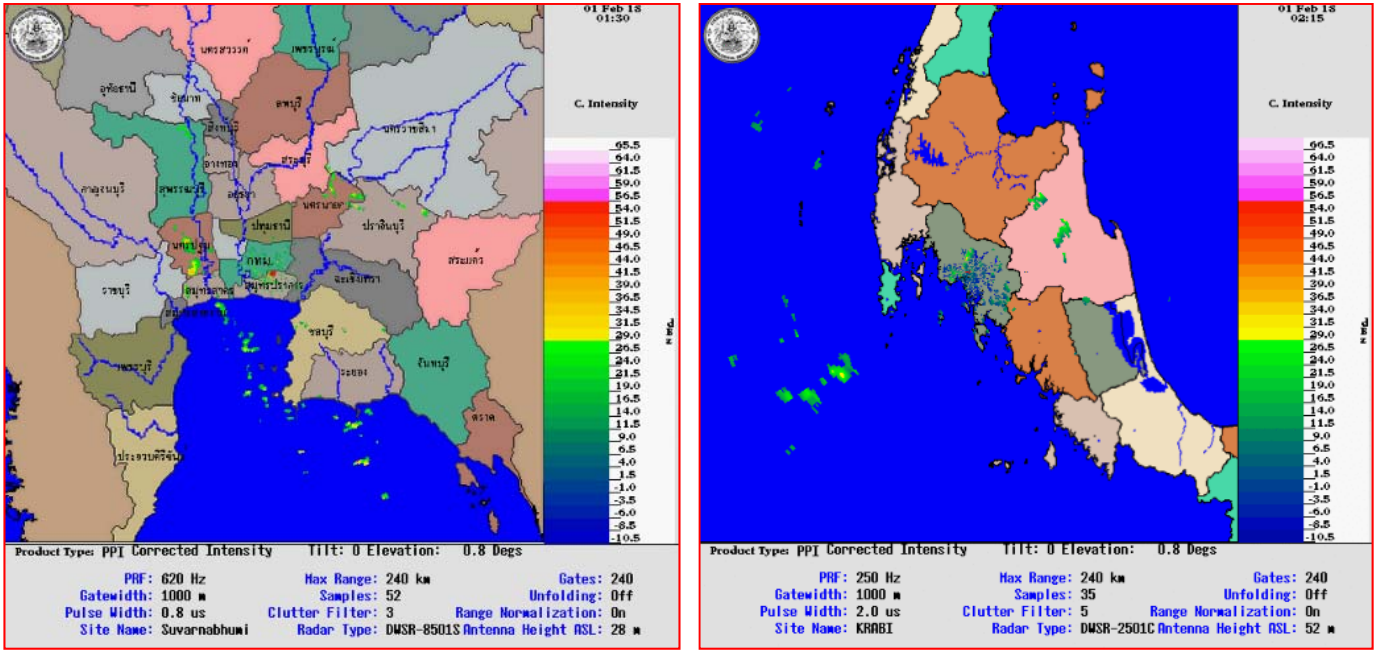 01 Feb 18
01:30
นครสวรรค์
เพชรบูรณ์
อุทัยธานี
ชัยนาท
ลพบุรี
C. Intensity
สิงห์บุรี
นครราชสีมา
อ่างทอง
สระบุรี
กาญจนบุรี
สุพรรณบุรี
อยุธยา
นครนายก
ปทุมธานี
ปราจีนบุรี
นครปฐม
กทม.
สระแก้ว
ราชบุรี
สมุทรสาคร
สมุทรปราการ
ฉะเชิงเทรา
ชลบุรี
เพชรบุรี
ระยอง
จันทบุรี
ตราด
ประจวบคีรีขันธ์
65.5
64.0
61.5
59.0
56.5
54.0
51.5
49.0
46.5
44.0
41.5
39.0
36.5
34.0
31.5
29.0
26.5
24.0
21.5
19.0
16.5
14.0
11.5
9.0
6.5
4.0
1.5
-1.0
-3.5
-6.0
-8.5
-10.5
Product Type: PPI Corrected Intensity Tilt: 0 Elevation: 0.8 Degs
PRF: 620 Hz Max Range: 240 km Gates: 240
Gatewidth: 1000 m Samples: 52 Unfolding: Off
Pulse Width: 0.8 us Clutter Filter: 3 Range Normalization: On
Site Name: Suvarnabhumi Radar Type: DWSR-8501S Antenna Height ASL: 28 m
01 Feb 18
02:15
C. Intensity
66.5
64.0
61.5
59.0
56.5
54.0
51.5
49.0
46.5
44.0
41.5
39.0
36.5
34.0
31.5
29.0
26.5
24.0
21.5
19.0
16.5
14.0
11.5
9.0
6.5
4.0
1.5
-1.0
-3.5
-6.0
-8.5
-10.5
Product Type: PPI Corrected Intensity Tilt: 0 Elevation: 0.8 Degs
PRF: 250 Hz Max Range: 240 km Gates: 240
Gatewidth: 1000 m Samples: 35 Unfolding: Off
Pulse Width: 2.0 us Clutter Filter: 5 Range Normalization: On
Site Name: KRABI Radar Type: DWSR-2501C Antenna Height ASL: 52 m